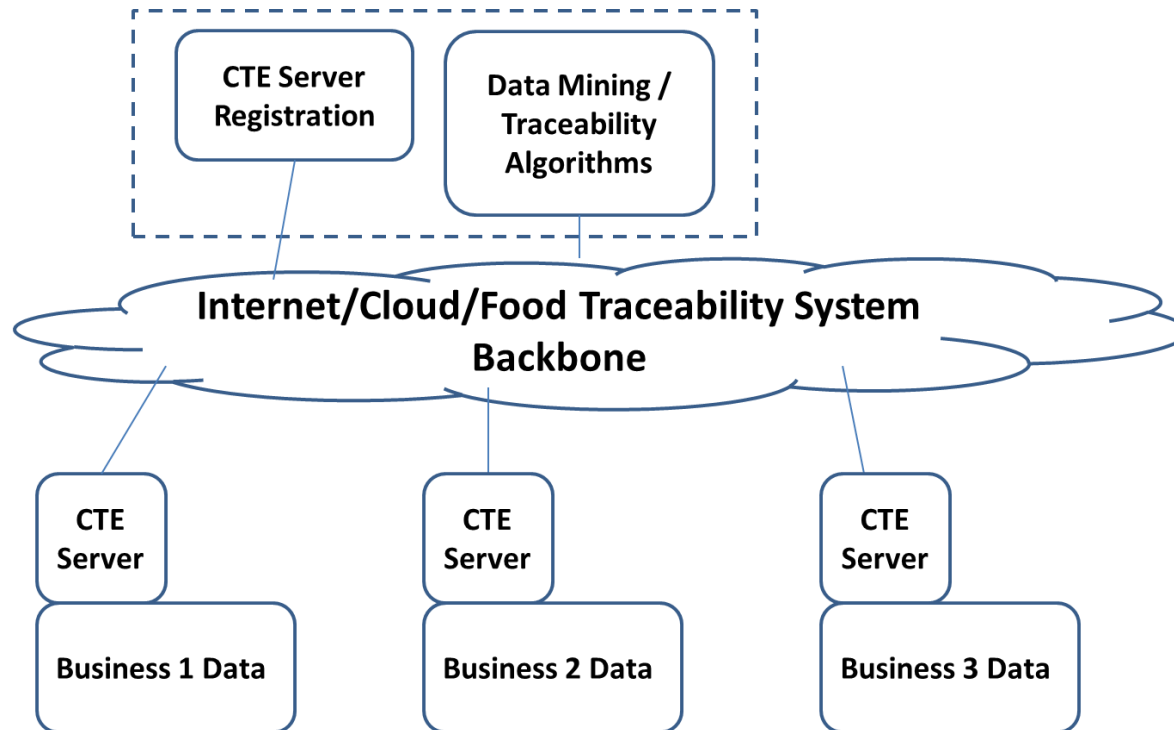 CTE Server
Registration
Data Mining /
Traceability
Algorithms
Internet/Cloud/Food Traceability System
Backbone
CTE
Server
CTE
Server
CTE
Server
Business 1 Data
Business 2 Data
Business 3 Data